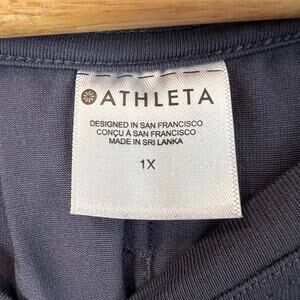 ATHLETA
DESIGNED IN SAN FRANCISCO
CONÇU À SAN FRANCISCO
MADE IN SRI LANKA
1X